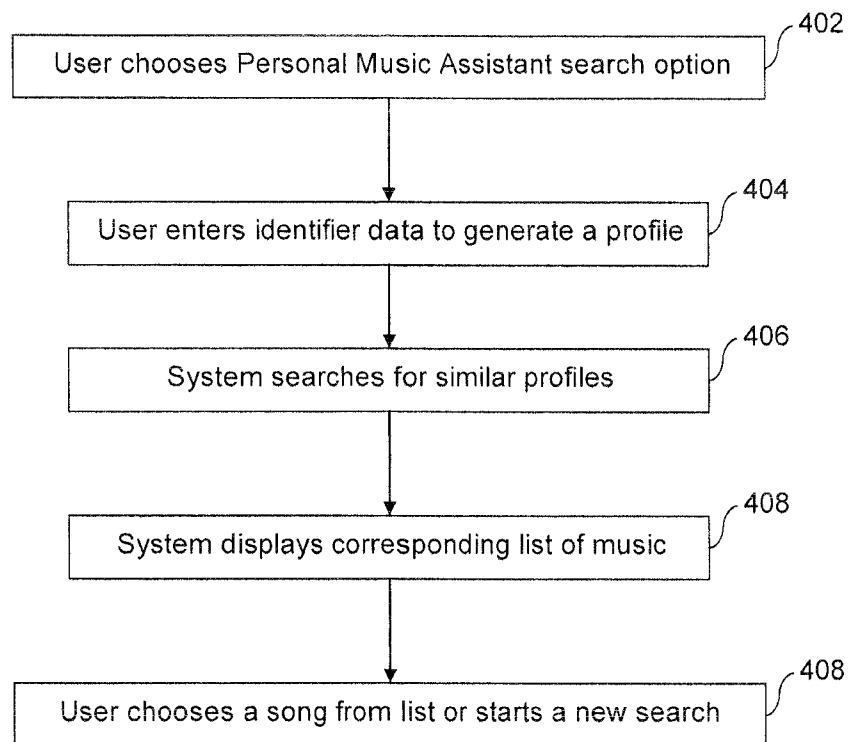 402
User chooses Personal Music Assistant search option
404
User enters identifier data to generate a profile
406
System searches for similar profiles
408
System displays corresponding list of music
408
User chooses a song from list or starts a new search